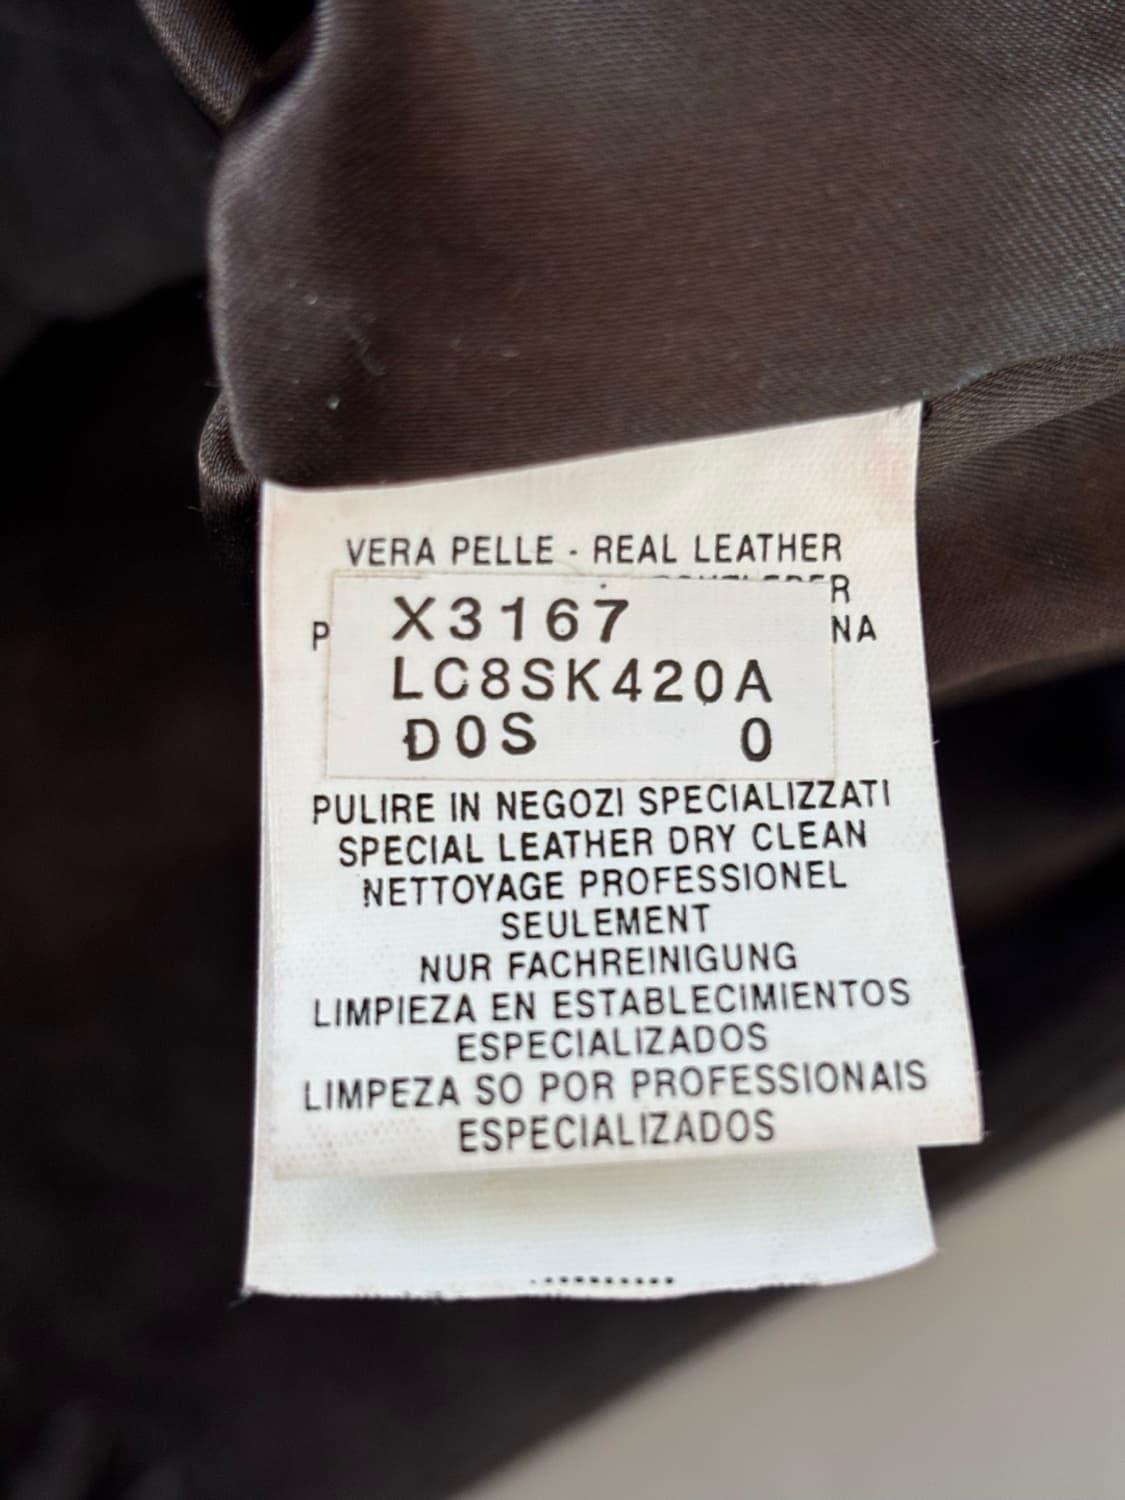 VERA PELLE - REAL LEATHER
X3167
LC8SK420A
D0S 0
PULIRE IN NEGOZI SPECIALIZZATI
SPECIAL LEATHER DRY CLEAN
NETTOYAGE PROFESSIONEL
SEULEMENT
NUR FACHREINIGUNG
LIMPIEZA EN ESTABLECIMIENTOS
ESPECIALIZADOS
LIMPEZA SO POR PROFESSIONAIS
ESPECIALIZADOS